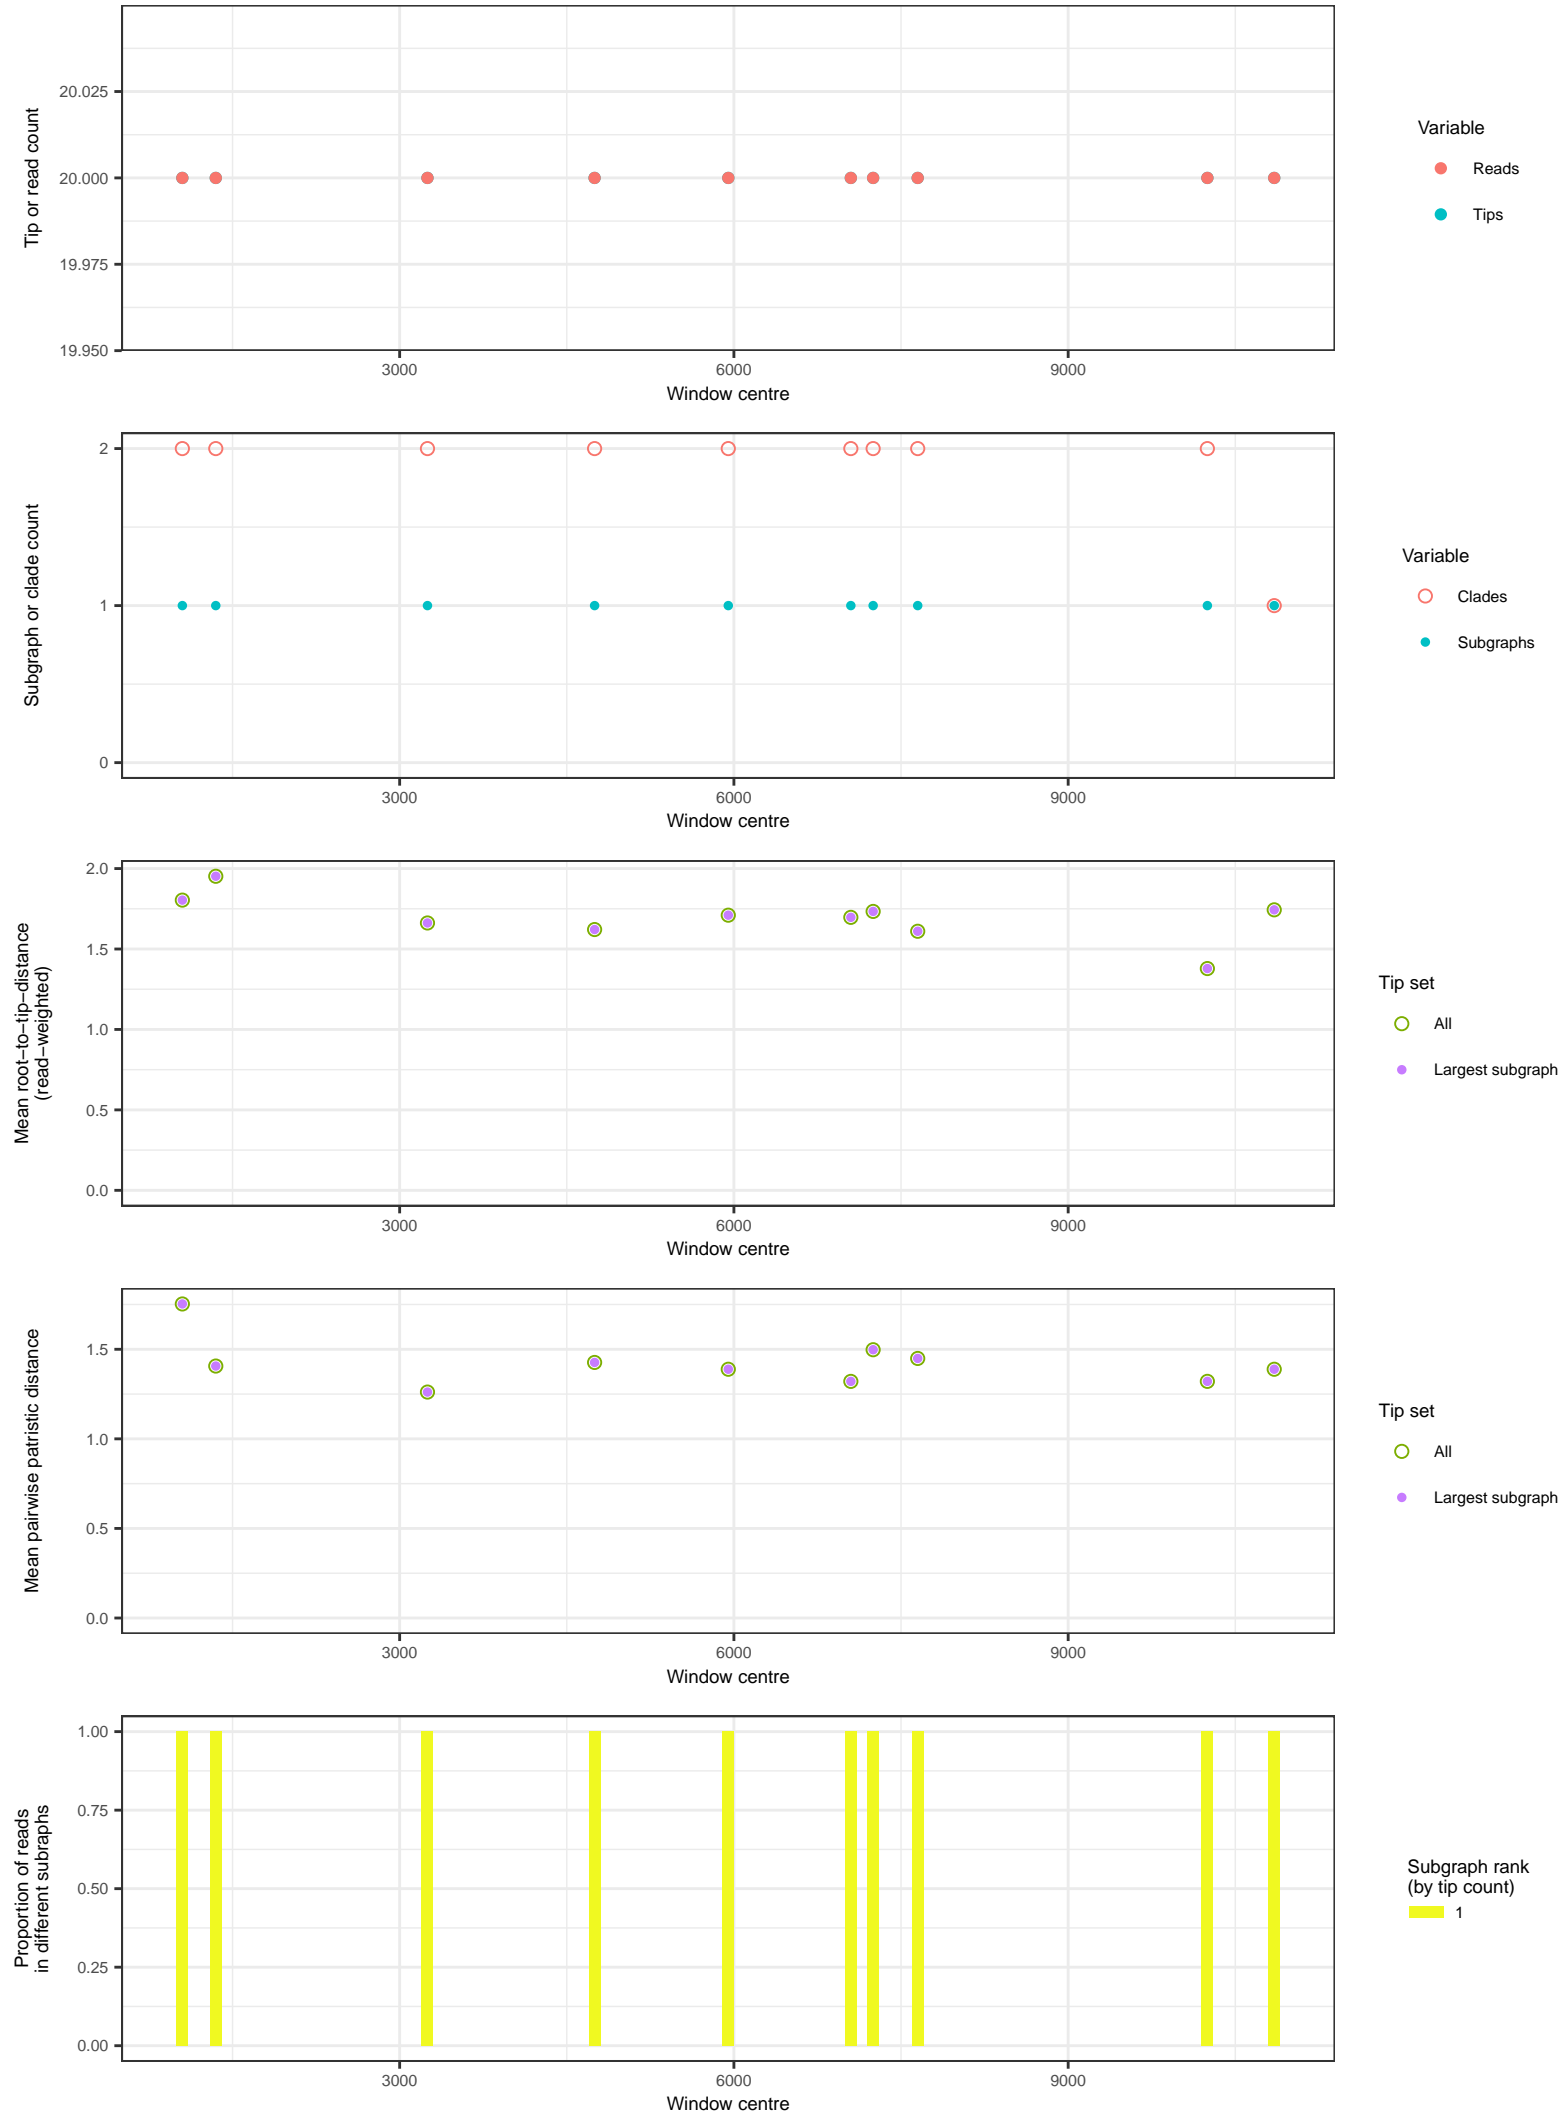 Tip or read count
20.025
20.000
19.975
19.950
3000
6000
9000
Window centre
Variable
Reads
Tips
Subgraph or clade count
2
1
0
3000
6000
9000
Window centre
Variable
Clades
Subgraphs
Mean root−to−tip−distance
(read−weighted)
2.0
1.5
1.0
0.5
0.0
3000
6000
9000
Window centre
Tip set
All
Largest subgraph
Mean pairwise patristic distance
1.5
1.0
0.5
0.0
3000
6000
9000
Window centre
Tip set
All
Largest subgraph
Proportion of reads
in different subraphs
1.00
0.75
0.50
0.25
0.00
3000
6000
9000
Window centre
Subgraph rank
(by tip count)
1